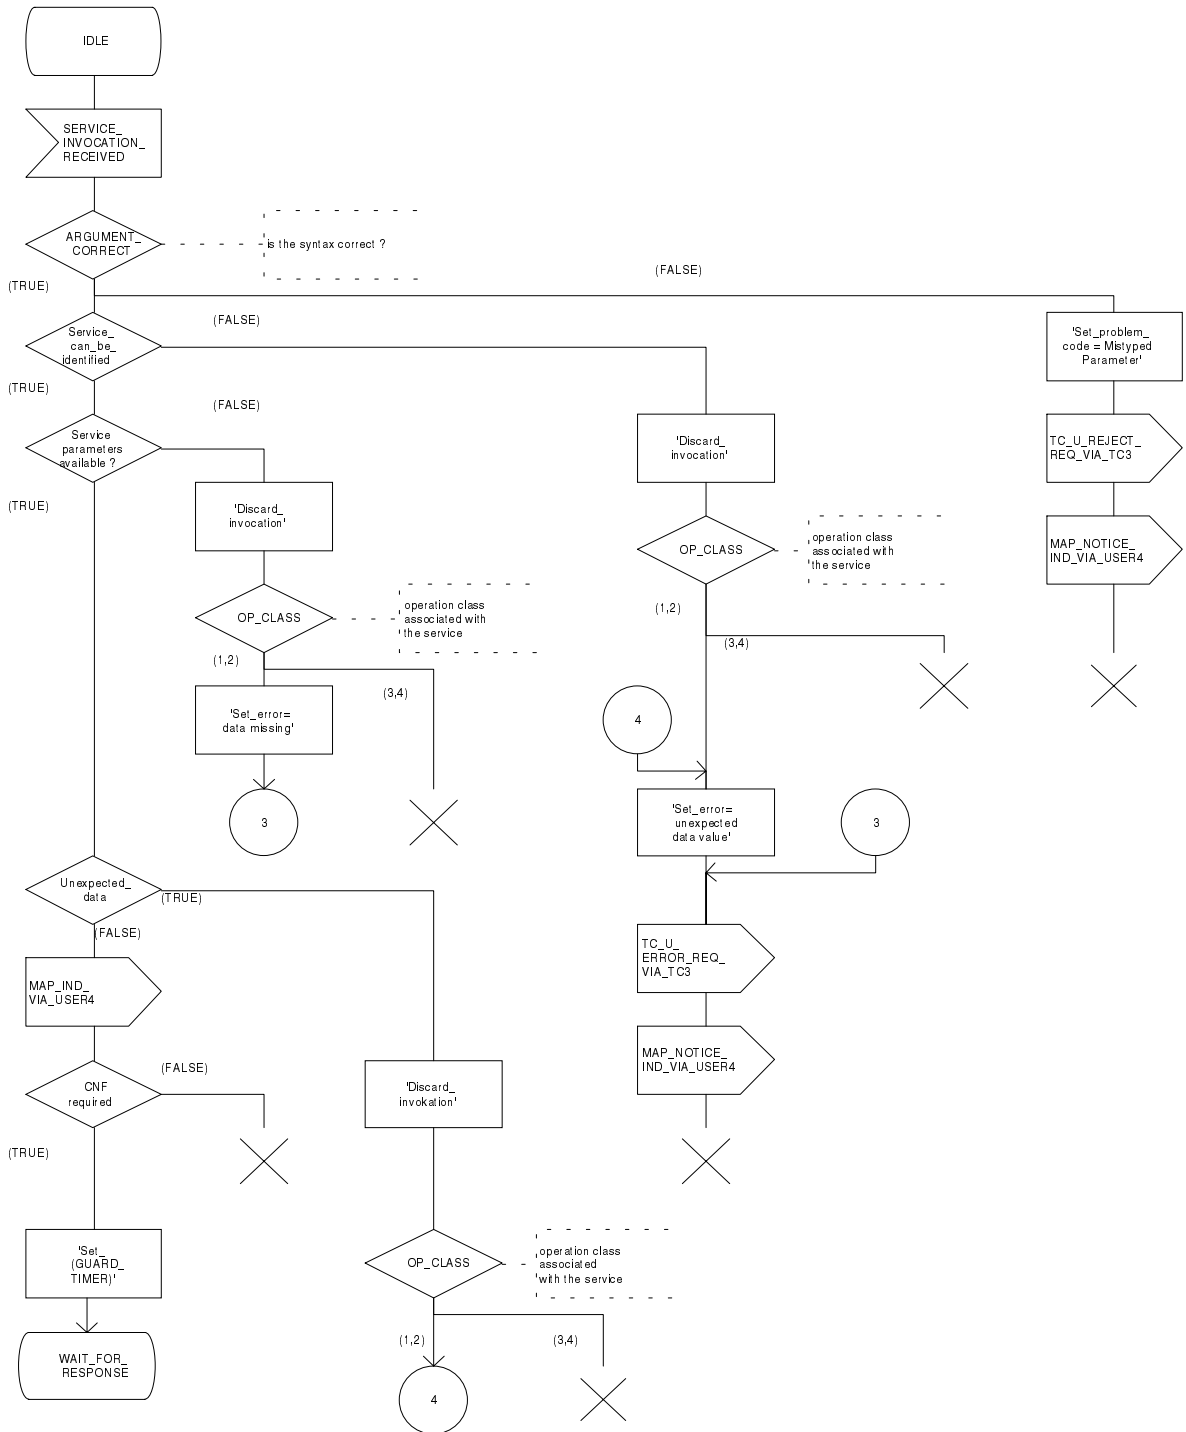 IDLE
SERVICE_
INVOCATION_
RECEIVED
ARGUMENT_
CORRECT
is the syntax correct ?
(TRUE)
(FALSE)
Service_
can_be_
identified
(FALSE)
'Set_problem_
code = Mistyped
Parameter'
(TRUE)
(FALSE)
Service
parameters
available ?
'Discard_
invocation'
TC_U_REJECT_
REQ_VIA_TC3
(TRUE)
'Discard_
invocation'
OP_CLASS
operation class
associated with
the service
MAP_NOTICE_
IND_VIA_USER4
OP_CLASS
operation class
associated with
the service
(1,2)
(3,4)
(1,2)
(3,4)
'Set_error=
data missing'
4
3
'Set_error=
unexpected
data value'
3
Unexpected_
data
(TRUE)
(FALSE)
TC_U_
ERROR_REQ_
VIA_TC3
MAP_IND_
VIA_USER4
MAP_NOTICE_
IND_VIA_USER4
CNF
required
(FALSE)
'Discard_
invokation'
(TRUE)
'Set_
(GUARD_
TIMER)'
OP_CLASS
operation class
associated
with the service
(1,2)
(3,4)
WAIT_FOR_
RESPONSE
4